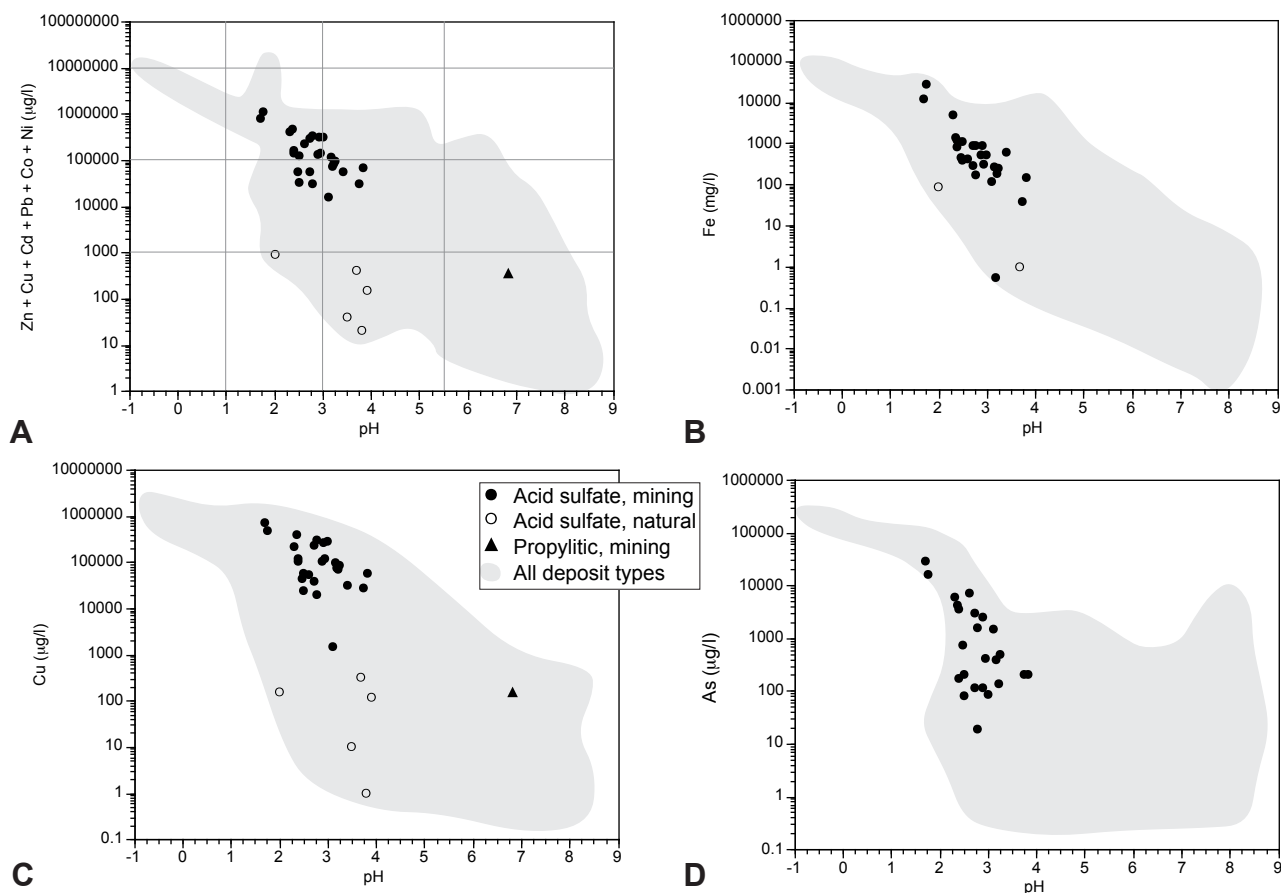 100000000
10000000
1000000
100000
10000
1000
100
10
1
Zn + Cu + Cd + Pb + Co + Ni (µg/l)
-1 0 1 2 3 4 5 6 7 8 9
pH
A
1000000
100000
10000
1000
100
10
1
0.1
0.01
0.001
Fe (mg/l)
-1 0 1 2 3 4 5 6 7 8 9
pH
B
10000000
1000000
100000
10000
1000
100
10
1
0.1
Cu (µg/l)
-1 0 1 2 3 4 5 6 7 8 9
pH
C
Acid sulfate, mining
Acid sulfate, natural
Propylitic, mining
All deposit types
1000000
100000
10000
1000
100
10
1
0.1
As (µg/l)
-1 0 1 2 3 4 5 6 7 8 9
pH
D